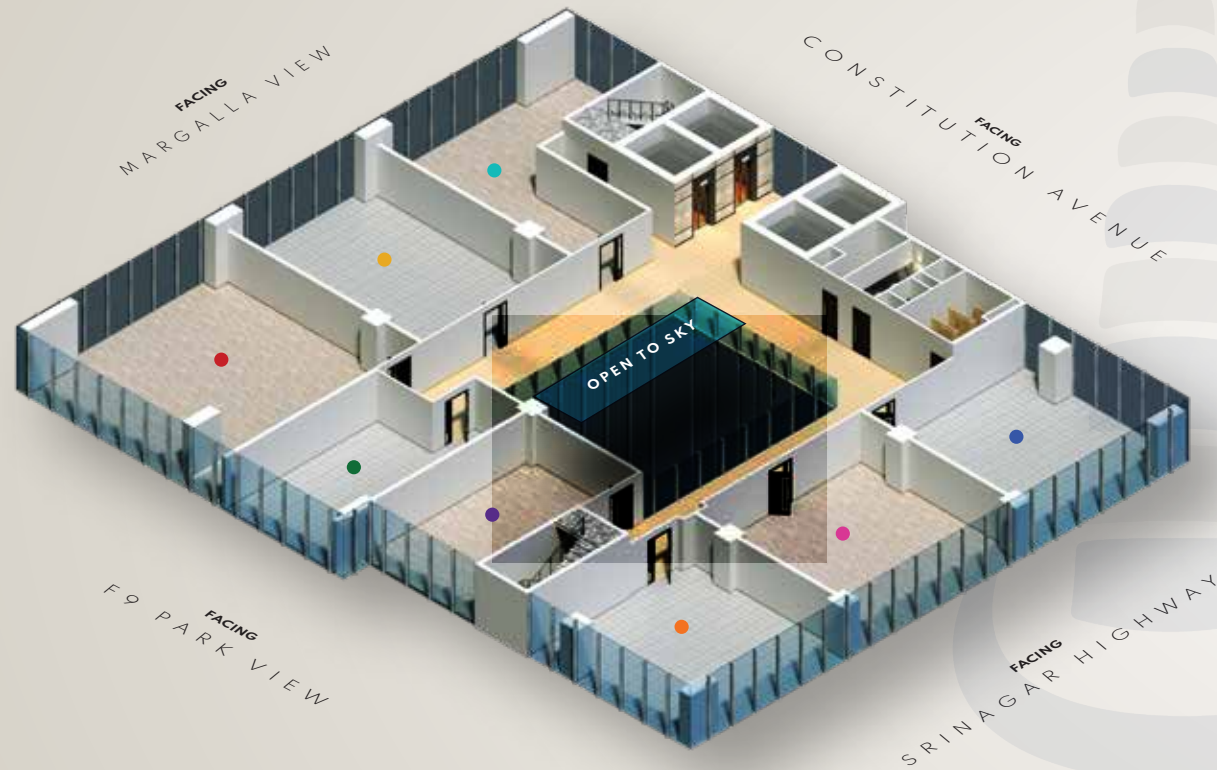 FACING
MARGALLA VIEW
FACING
CONSTITUTION AVENUE
OPEN TO SKY
FACING
F9 PARK VIEW
FACING
SRINAGAR HIGHWAY